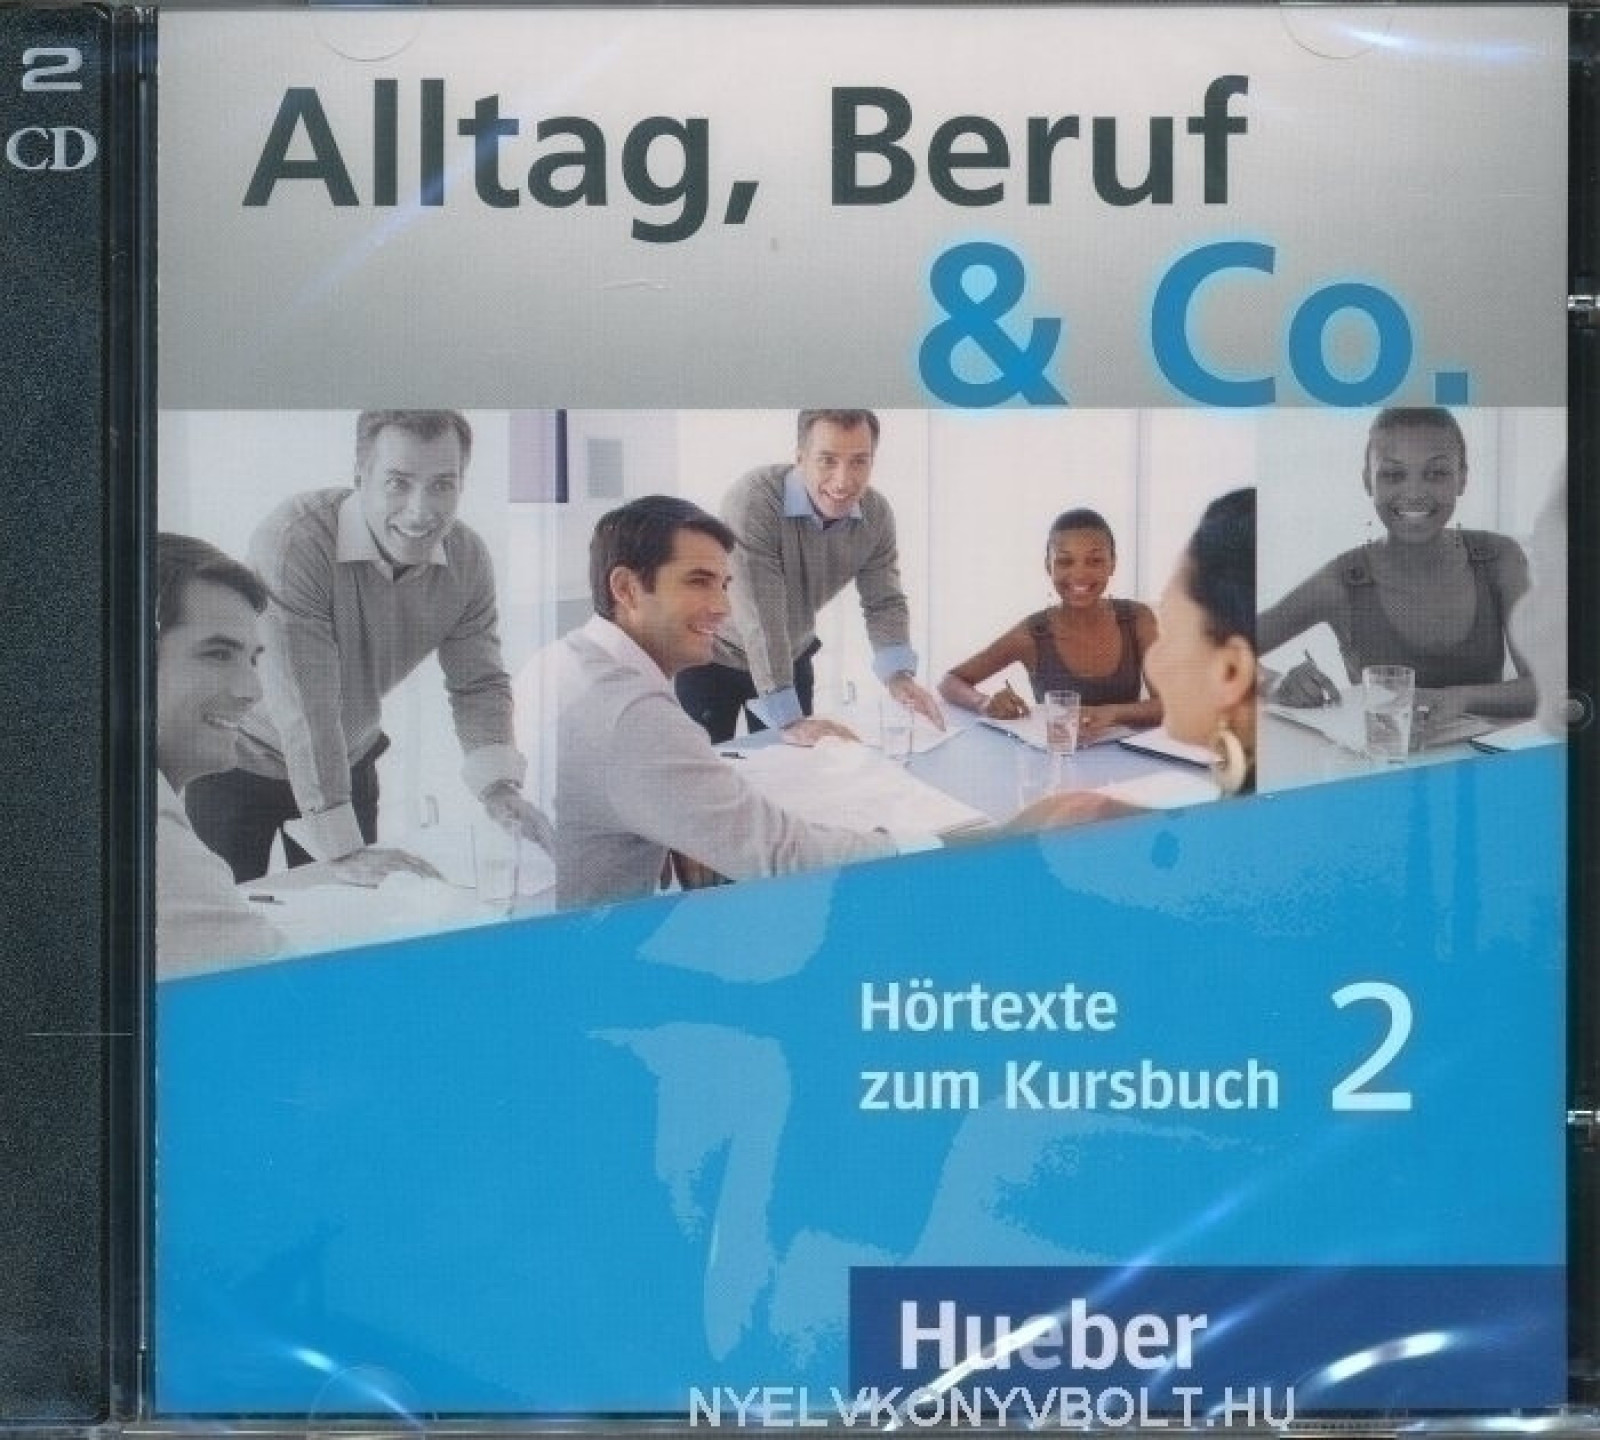 2
CD
Alltag, Beruf
& Co.
Hörtexte
zum Kursbuch 2
Hueber
NYELVKONYVBOLT.HU